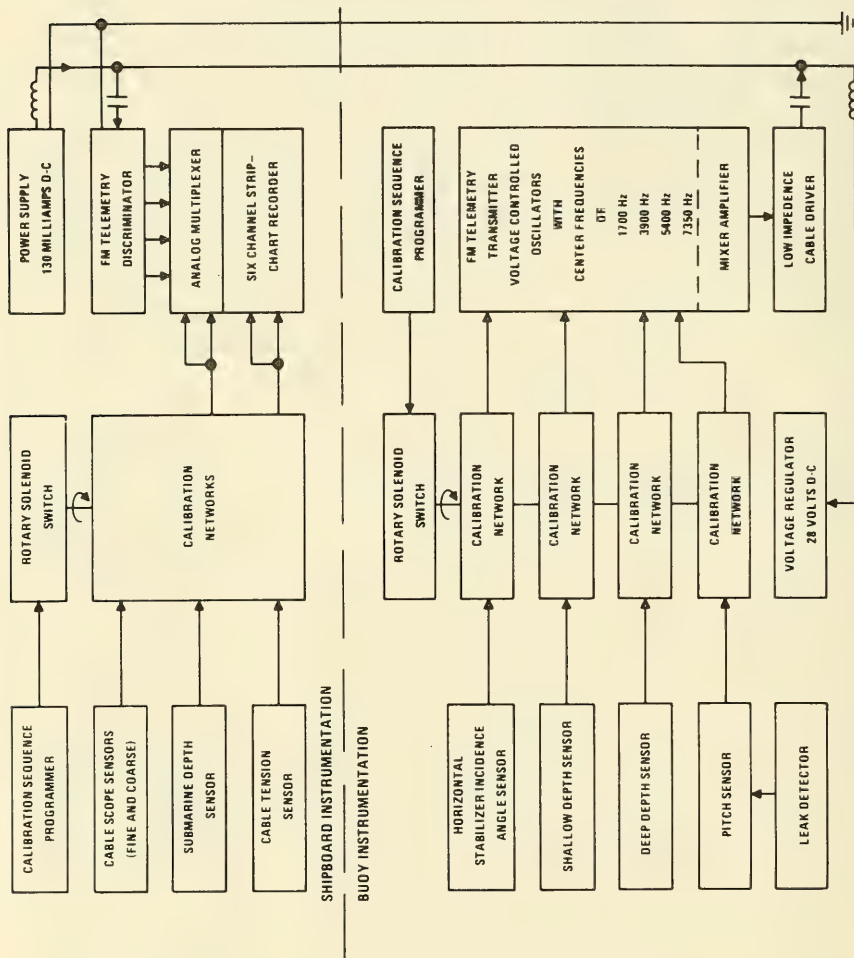 CALIBRATION SEQUENCE
PROGRAMMER
ROTARY SOLENOID
SWITCH
POWER SUPPLY
130 MILLIAMPS D-C
CABLE SCOPE SENSORS
(FINE AND COARSE)
SUBMARINE DEPTH
SENSOR
CABLE TENSION
SENSOR
CALIBRATION
NETWORKS
FM TELEMETRY
DISCRIMINATOR
ANALOG MULTIPLEXER
SIX CHANNEL STRIP-
CHART RECORDER
SHIPBOARD INSTRUMENTATION
BUOY INSTRUMENTATION
ROTARY SOLENOID
SWITCH
CALIBRATION SEQUENCE
PROGRAMMER
HORIZONTAL
STABILIZER INCIDENCE
ANGLE SENSOR
CALIBRATION
NETWORK
SHALLOW DEPTH SENSOR
CALIBRATION
NETWORK
DEEP DEPTH SENSOR
CALIBRATION
NETWORK
PITCH SENSOR
CALIBRATION
NETWORK
FM TELEMETRY
TRANSMITTER
VOLTAGE CONTROLLED
OSCILLATORS
WITH
CENTER FREQUENCIES
OF
1700 Hz
3900 Hz
5400 Hz
7350 Hz
MIXER AMPLIFIER
LEAK DETECTOR
VOLTAGE REGULATOR
28 VOLTS D-C
LOW IMPEDENCE
CABLE DRIVER